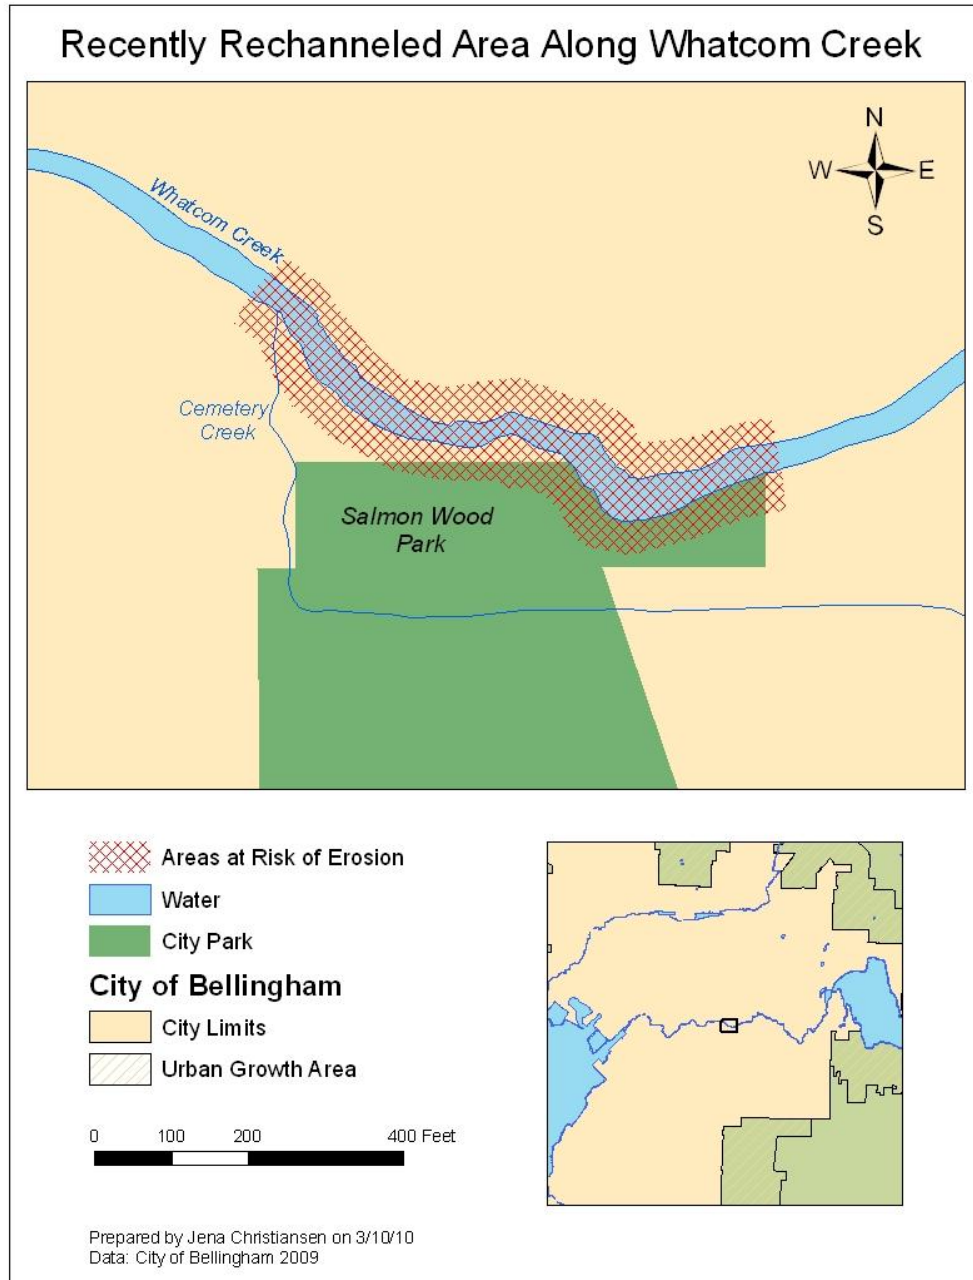 Recently Rechanneled Area Along Whatcom Creek
N
W E
S
Whatcom Creek
Cemetery
Creek
Salmon Wood
Park
Areas at Risk of Erosion
Water
City Park
City of Bellingham
City Limits
Urban Growth Area
0 100 200 400 Feet
Prepared by Jena Christiansen on 3/10/10
Data: City of Bellingham 2009